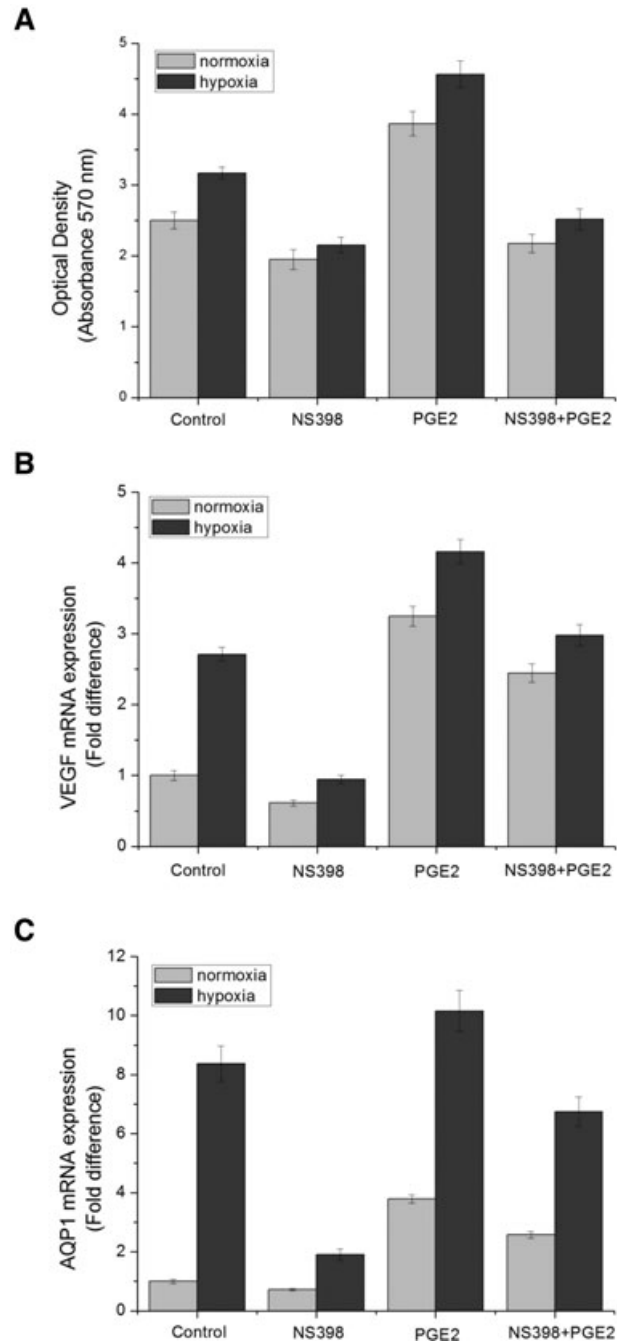 A
normoxia
hypoxia
Optical Density
(Absorbance 570 nm)
5
4
3
2
1
0
Control NS398 PGE2 NS398+PGE2
B
normoxia
hypoxia
VEGF mRNA expression
(Fold difference)
5
4
3
2
1
0
Control NS398 PGE2 NS398+PGE2
C
normoxia
hypoxia
AQP1 mRNA expression
(Fold difference)
12
10
8
6
4
2
0
Control NS398 PGE2 NS398+PGE2